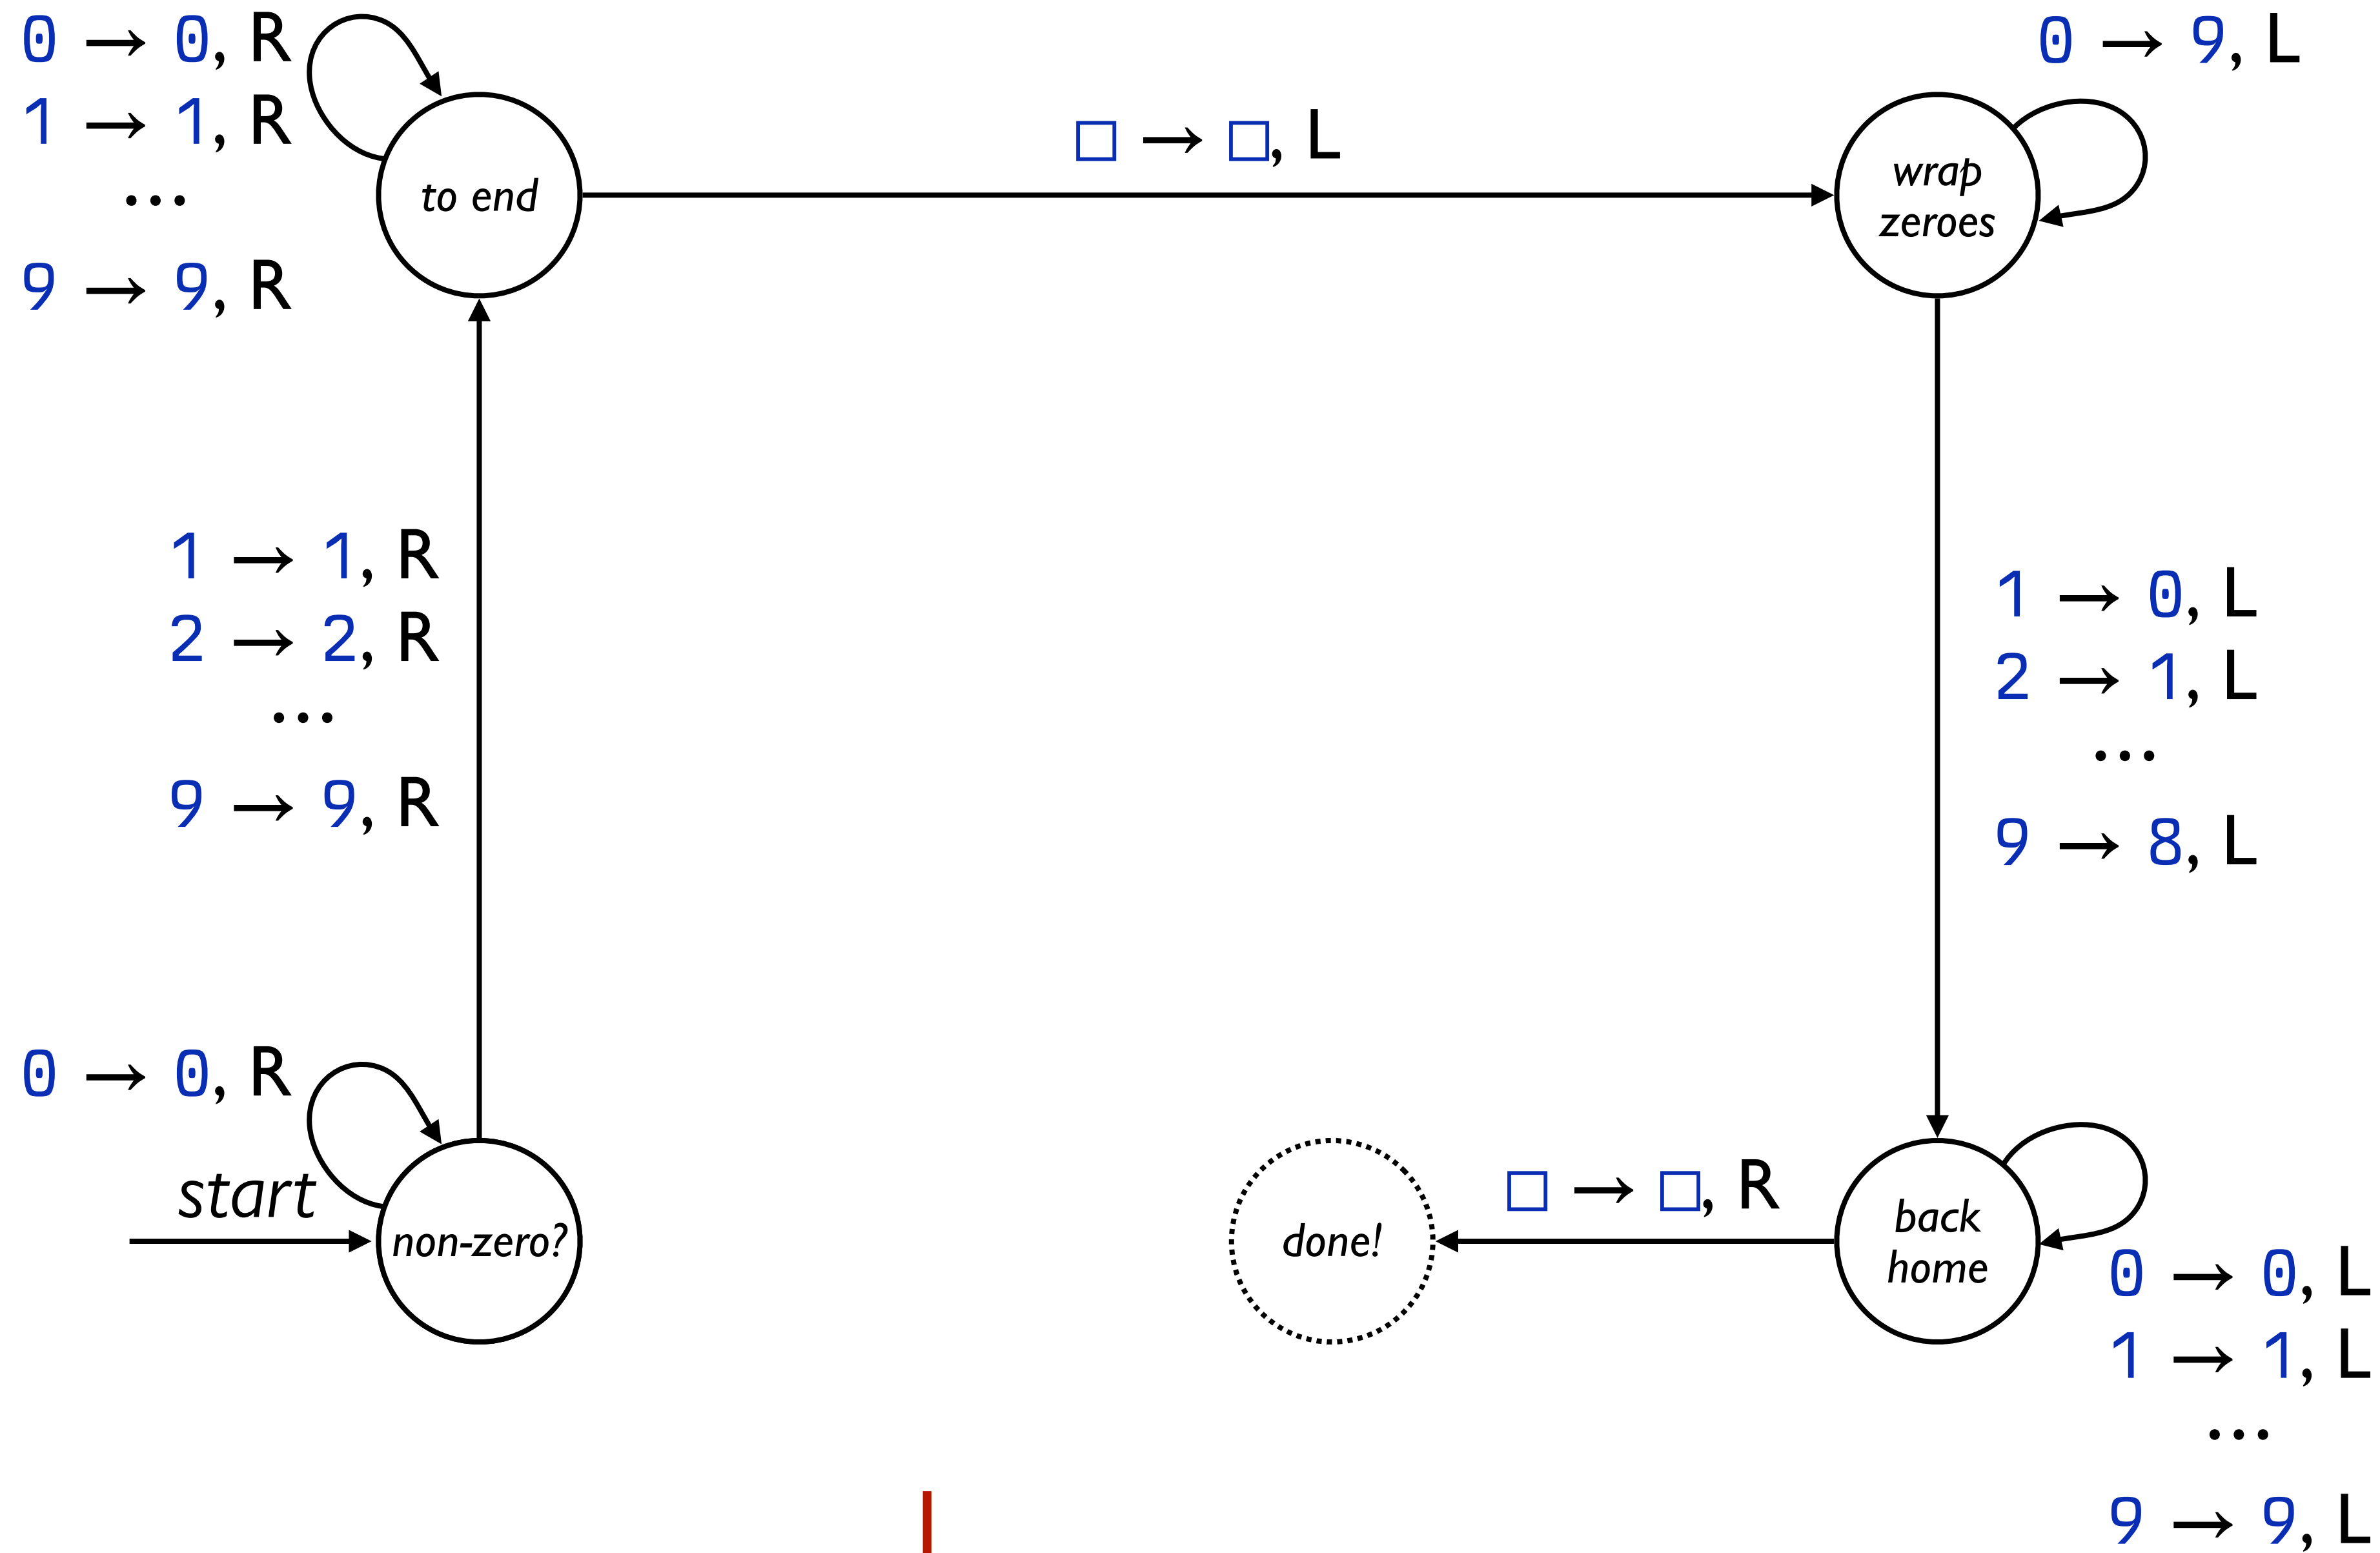 0 → 0, R
1 → 1, R
...
9 → 9, R
to end
□ → □, L
0 → 9, L
wrap
zeroes
1 → 1, R
2 → 2, R
...
9 → 9, R
1 → 0, L
2 → 1, L
...
9 → 8, L
0 → 0, R
start
non-zero?
done!
□ → □, R
back
home
0 → 0, L
1 → 1, L
...
9 → 9, L